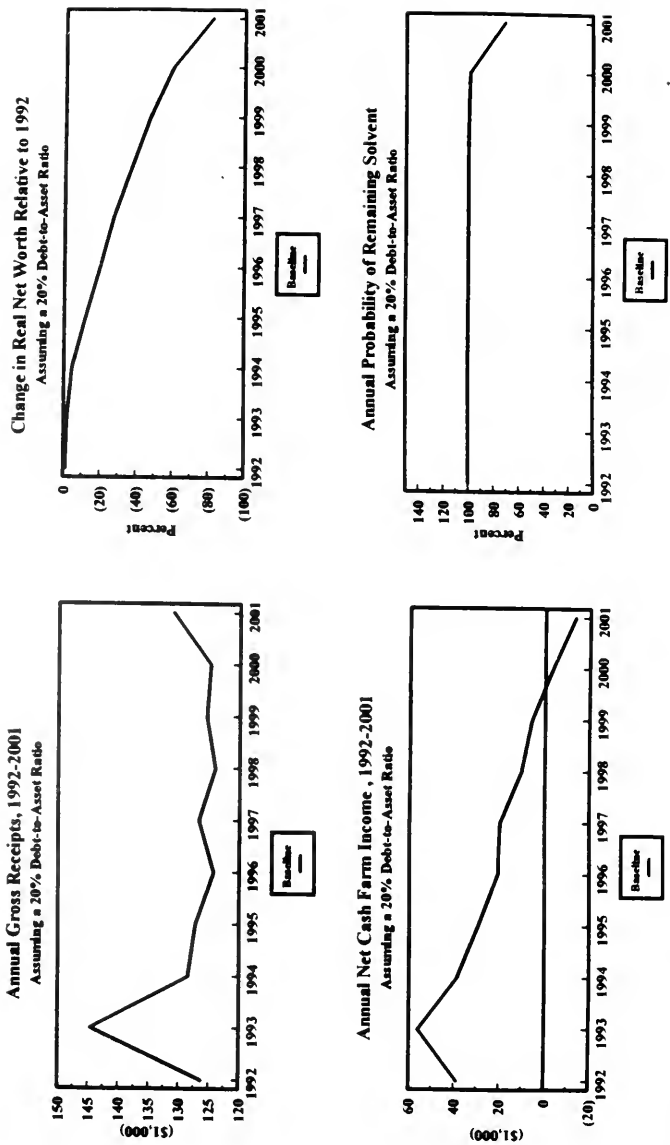 Annual Gross Receipts, 1992-2001
Assuming a 20% Debt-to-Asset Ratio
($1,000)
150
145
140
135
130
125
120
1992 1993 1994 1995 1996 1997 1998 1999 2000 2001
Baseline
Change in Real Net Worth Relative to 1992
Assuming a 20% Debt-to-Asset Ratio
Percent
0
(20)
(40)
(60)
(80)
(100)
1992 1993 1994 1995 1996 1997 1998 1999 2000 2001
Baseline
Annual Net Cash Farm Income , 1992-2001
Assuming a 20% Debt-to-Asset Ratio
($1,000)
60
40
20
0
(20)
1992 1993 1994 1995 1996 1997 1998 1999 2000 2001
Baseline
Annual Probability of Remaining Solvent
Assuming a 20% Debt-to-Asset Ratio
Percent
140
120
100
80
60
40
20
0
1992 1993 1994 1995 1996 1997 1998 1999 2000 2001
Baseline